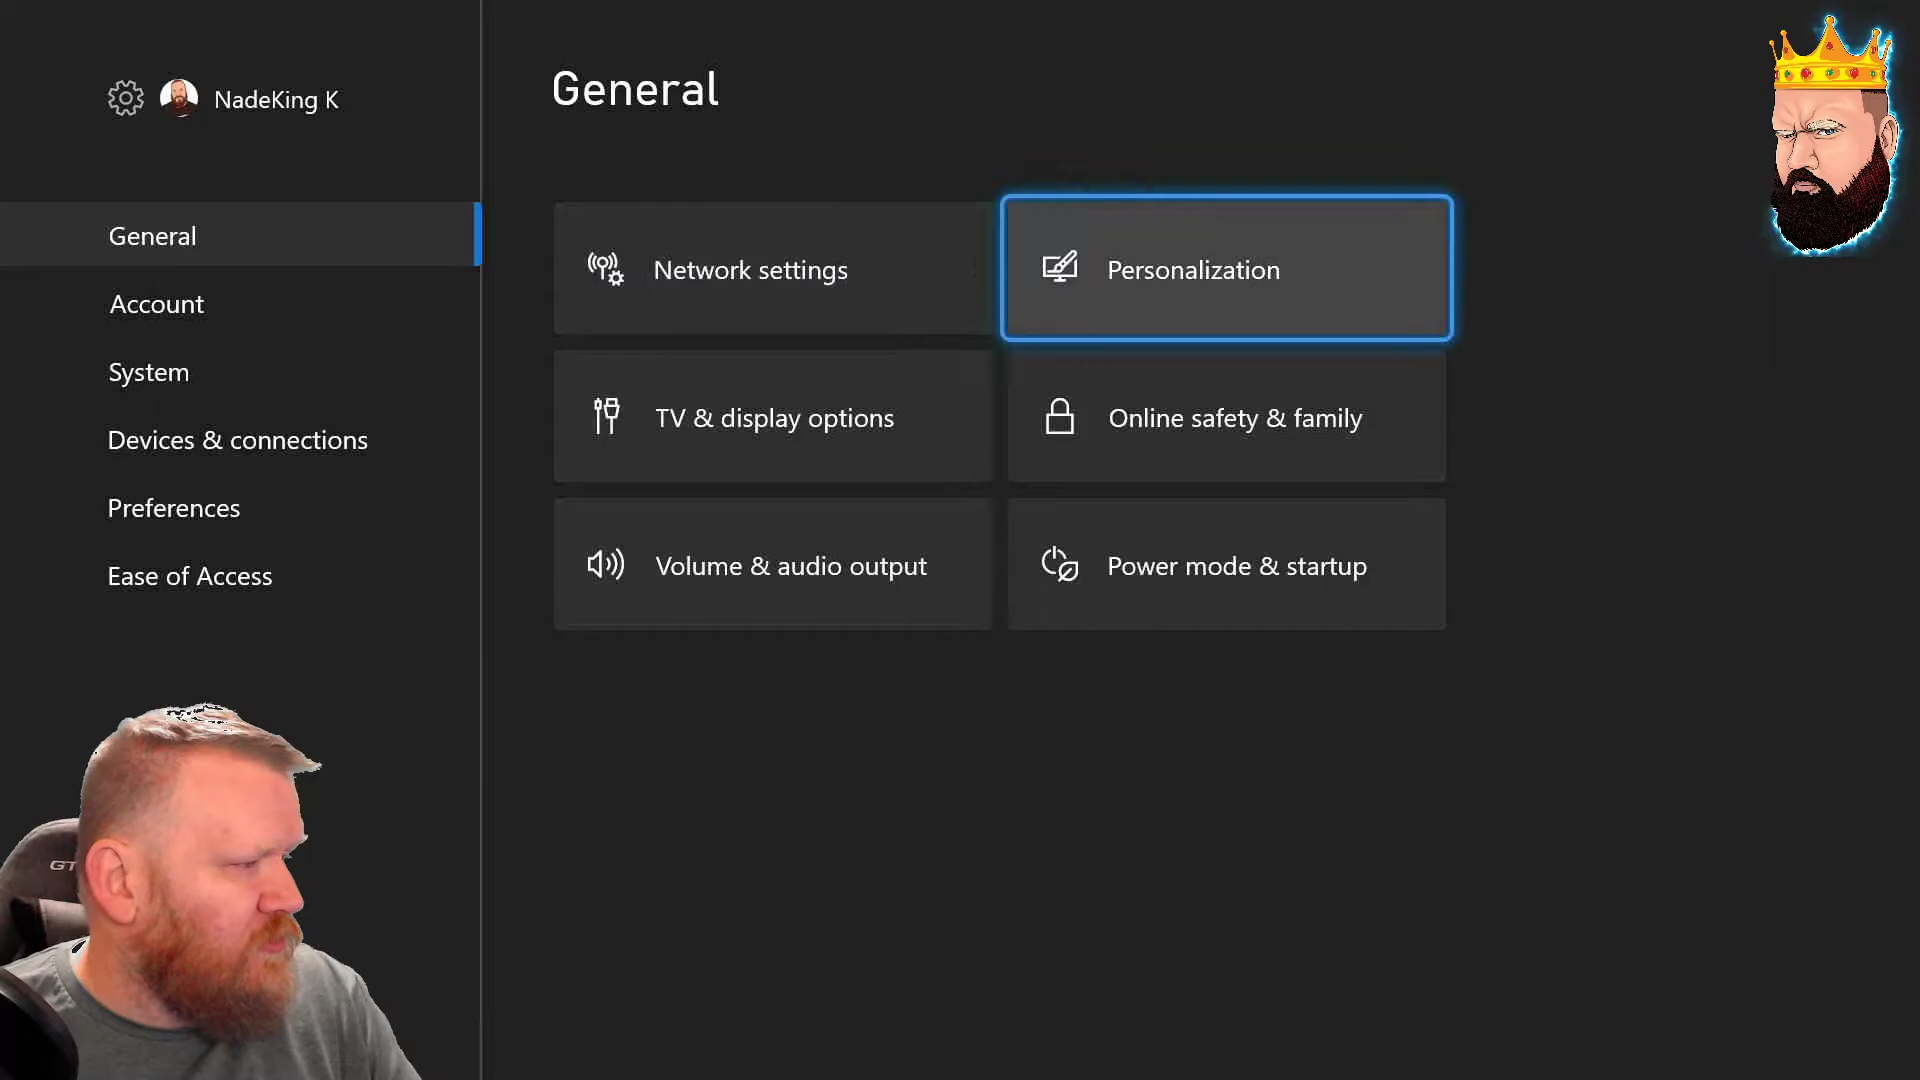 NadeKing K
General
General
Account
System
Devices & connections
Preferences
Ease of Access
Network settings
Personalization
TV & display options
Online safety & family
Volume & audio output
Power mode & startup
GT